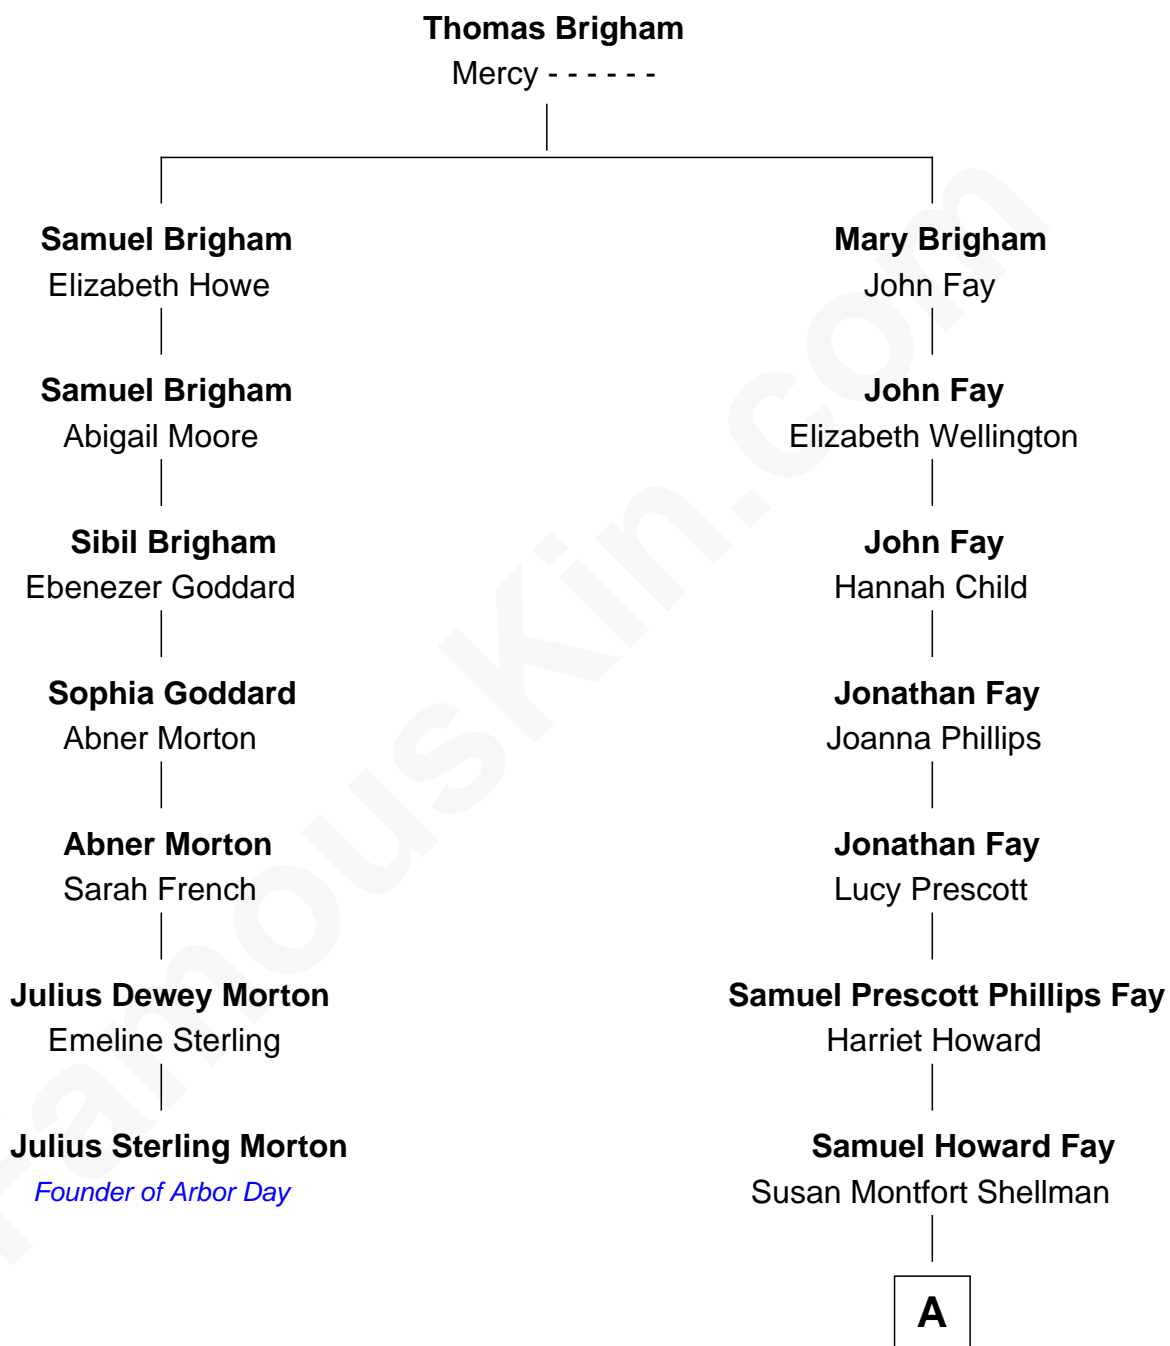 Thomas Brigham
Mercy - - - - - -
Samuel Brigham
Elizabeth Howe
Mary Brigham
John Fay
Samuel Brigham
Abigail Moore
John Fay
Elizabeth Wellington
Sibil Brigham
Ebenezer Goddard
John Fay
Hannah Child
Sophia Goddard
Abner Morton
Jonathan Fay
Joanna Phillips
Abner Morton
Sarah French
Jonathan Fay
Lucy Prescott
Julius Dewey Morton
Emeline Sterling
Samuel Prescott Phillips Fay
Harriet Howard
Julius Sterling Morton
Founder of Arbor Day
Samuel Howard Fay
Susan Montfort Shellman
A
FamousKin.com